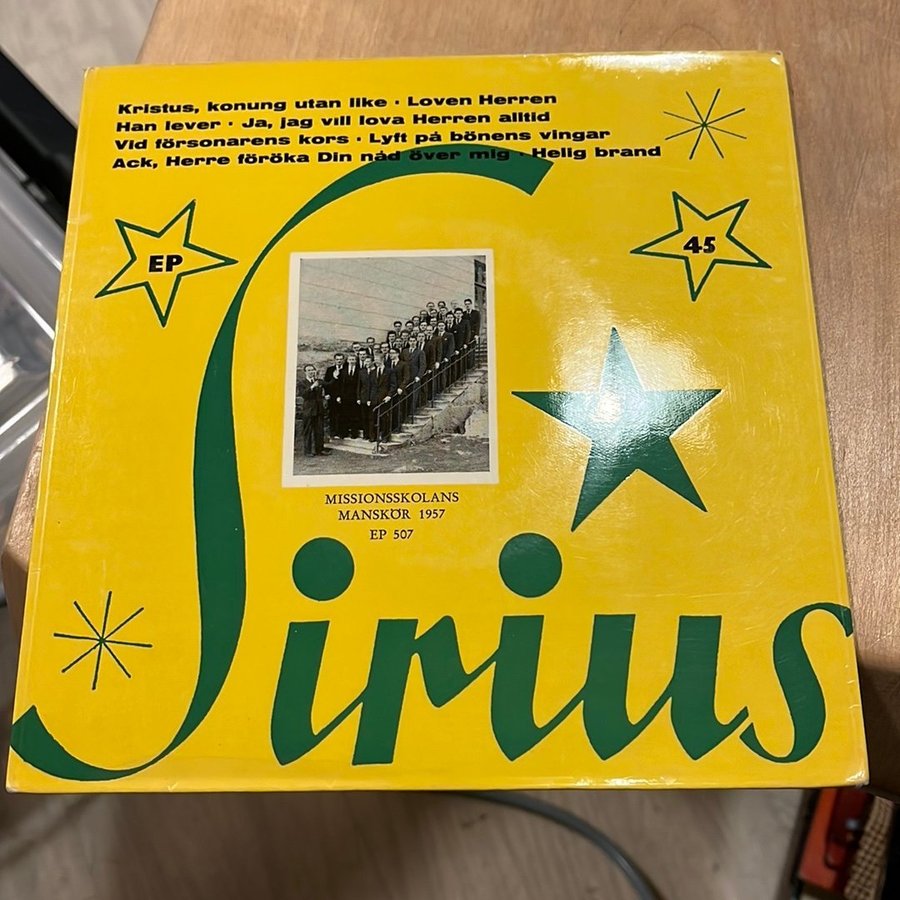 Kristus, konung utan like · Loven Herren
Han lever · Ja, jag vill lova Herren alltid
Vid försonarens kors · Lyft på bönens vingar
Ack, Herre föröka Din nåd över mig · Helig brand
EP
45
MISSIONSSKOLANS
MANSKÖR 1957
EP 507
Sirius